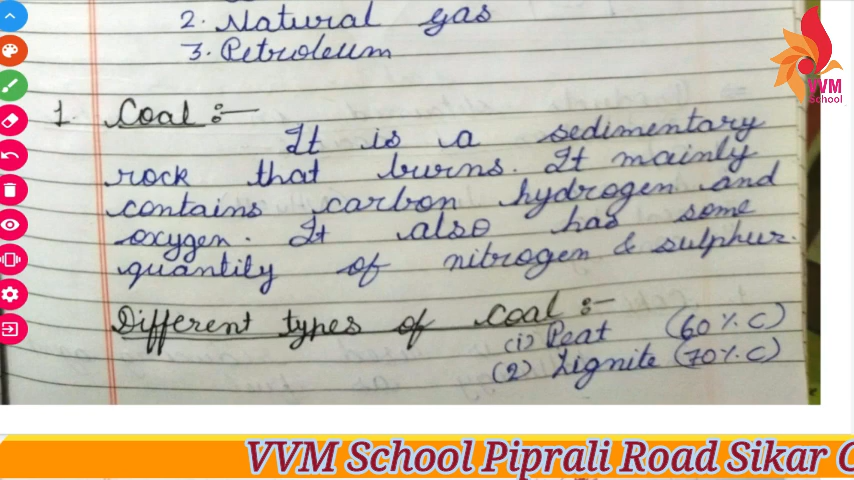 2. Natural gas
3. Petroleum
VVM
School
1. Coal :-
It is a sedimentary
rock that burns. It mainly
contains carbon hydrogen and
oxygen. It also has some
quantity of nitrogen & sulphur.
Different types of coal :-
(i) Peat (60 %. C)
(2) Lignite (70 %. C)
VVM School Piprali Road Sikar